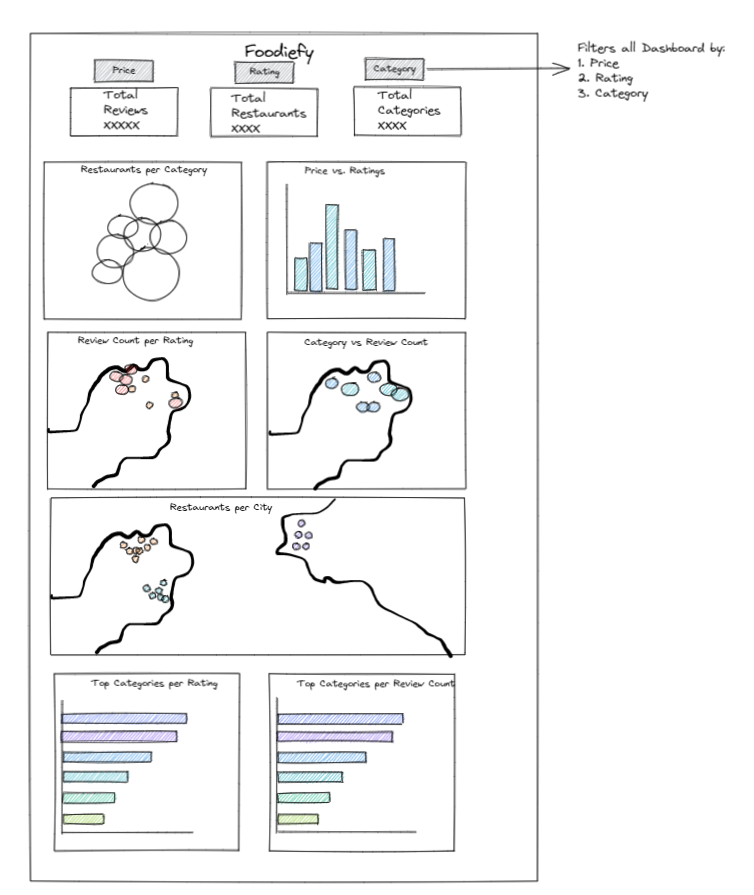 Foodiefy
Price
Rating
Category
Filters all Dashboard by:
1. Price
2. Rating
3. Category
Total
Reviews
XXXXX
Total
Restaurants
XXXX
Total
Categories
XXXX
Restaurants per Category
Price vs. Ratings
Review Count per Rating
Category vs Review Count
Restaurants per City
Top Categories per Rating
Top Categories per Review Count